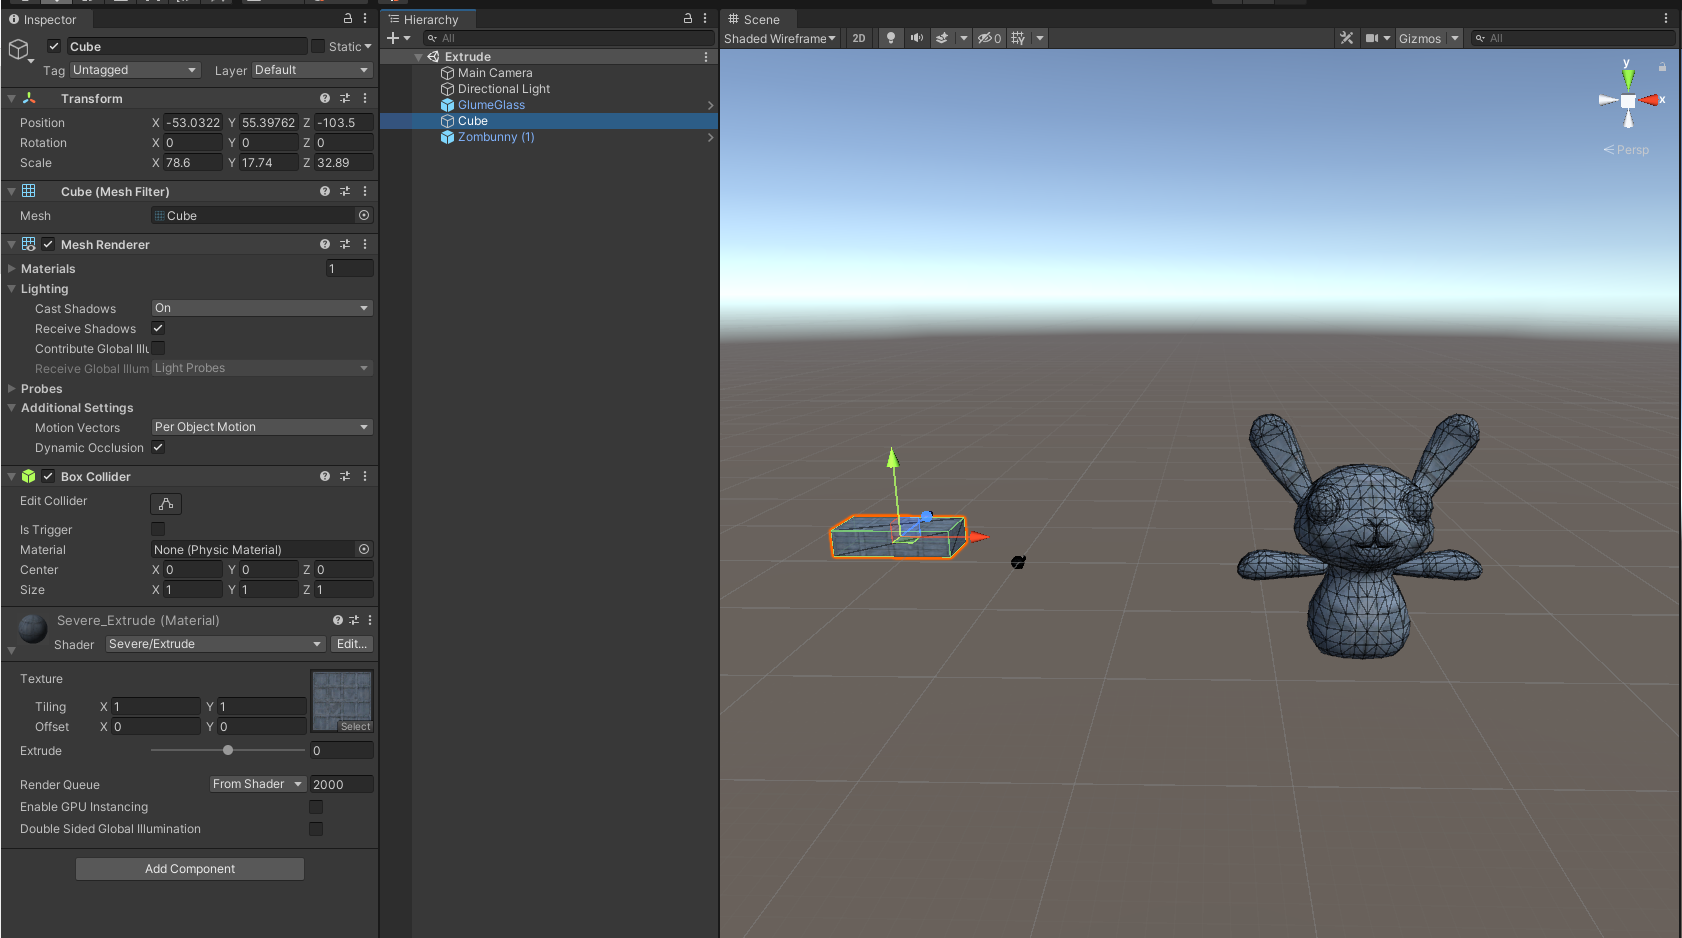 Inspector
Cube
Static
Tag Untagged Layer Default
Transform
Position X -53.0322 Y 55.39762 Z -103.5
Rotation X 0 Y 0 Z 0
Scale X 78.6 Y 17.74 Z 32.89
Cube (Mesh Filter)
Mesh Cube
Mesh Renderer
Materials 1
Lighting
Cast Shadows On
Receive Shadows
Contribute Global Illu
Receive Global Illum Light Probes
Probes
Additional Settings
Motion Vectors Per Object Motion
Dynamic Occlusion
Box Collider
Edit Collider
Is Trigger
Material None (Physic Material)
Center X 0 Y 0 Z 0
Size X 1 Y 1 Z 1
Severe_Extrude (Material)
Shader Severe/Extrude Edit...
Texture
Tiling X 1 Y 1
Offset X 0 Y 0
Select
Extrude 0
Render Queue From Shader 2000
Enable GPU Instancing
Double Sided Global Illumination
Add Component
Hierarchy
All
Extrude
Main Camera
Directional Light
GlumeGlass
Cube
Zombunny (1)
Scene
Shaded Wireframe 2D 0 Gizmos All
y
x
Persp